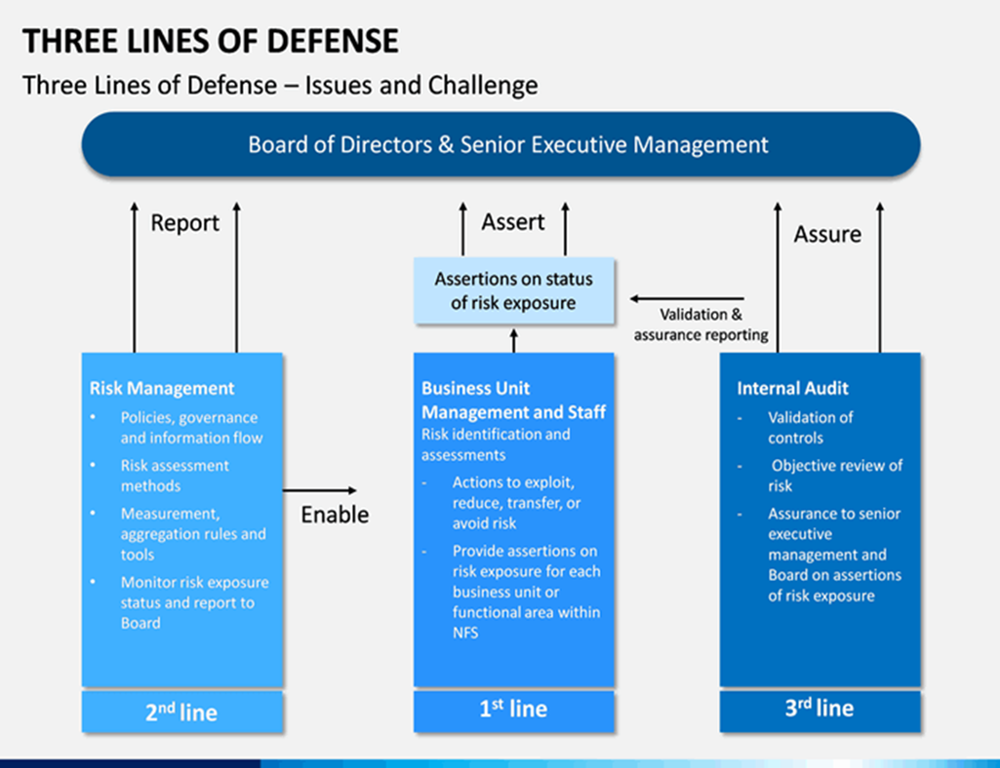 THREE LINES OF DEFENSE
Three Lines of Defense – Issues and Challenge
Board of Directors & Senior Executive Management
Report
Assert
Assure
Assertions on status
of risk exposure
Validation &
assurance reporting
Risk Management
• Policies, governance
and information flow
• Risk assessment
methods
• Measurement,
aggregation rules and
tools
• Monitor risk exposure
status and report to
Board
2nd line
Enable
Business Unit
Management and Staff
Risk identification and
assessments
- Actions to exploit,
reduce, transfer, or
avoid risk
- Provide assertions on
risk exposure for each
business unit or
functional area within
NFS
1st line
Internal Audit
- Validation of
controls
- Objective review of
risk
- Assurance to senior
executive
management and
Board on assertions
of risk exposure
3rd line